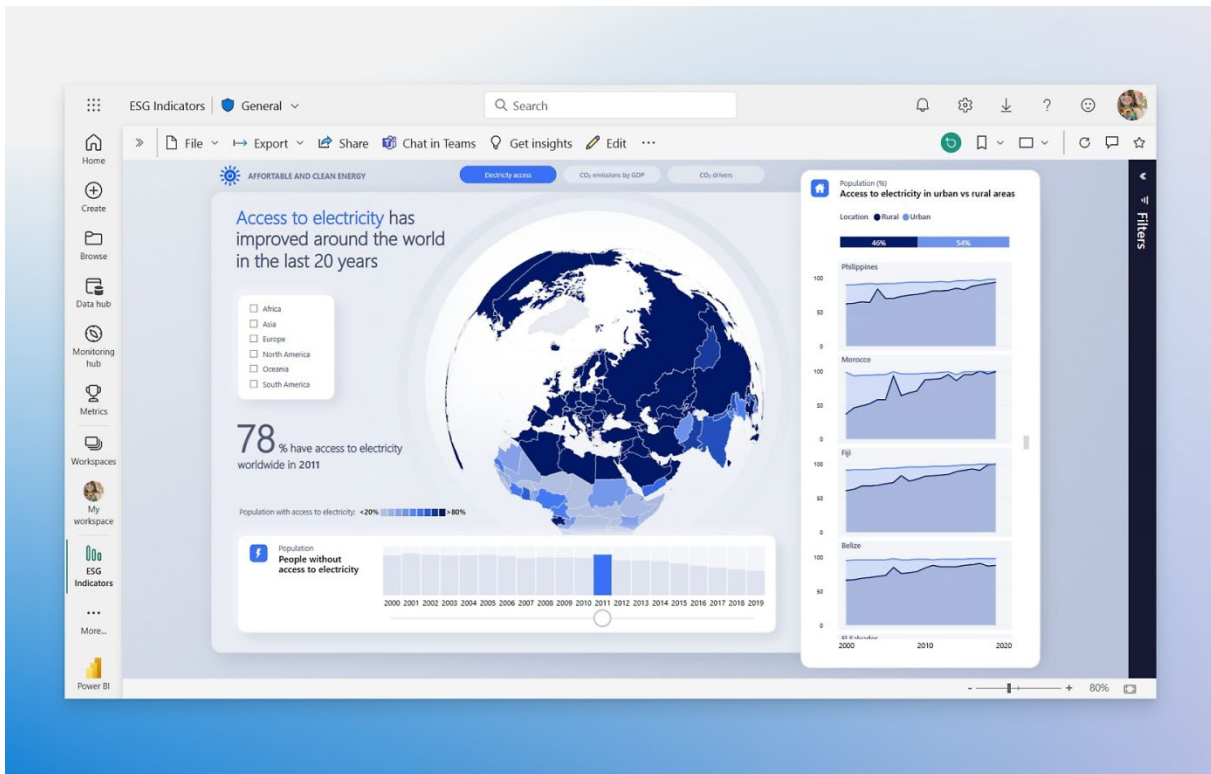 ESG Indicators | General
Search
File
Export
Share
Chat in Teams
Get insights
Edit
Home
Create
Browse
Data hub
Monitoring
hub
Metrics
Workspaces
My
workspace
ESG
Indicators
More...
Power BI
AFFORTABLE AND CLEAN ENERGY
Electricity access
CO₂ emissions by GDP
CO₂ drivers
Access to electricity has
improved around the world
in the last 20 years
Africa
Asia
Europe
North America
Oceania
South America
78 % have access to electricity
worldwide in 2011
Population with access to electricity: <20% >80%
Population
People without
access to electricity
2000 2001 2002 2003 2004 2005 2006 2007 2008 2009 2010 2011 2012 2013 2014 2015 2016 2017 2018 2019
Population (%)
Access to electricity in urban vs rural areas
Location Rural Urban
46% 54%
Philippines
100
50
0
Morocco
100
50
0
Fiji
100
50
0
Belize
100
50
0
El Salvador
2000 2010 2020
Filters
- + 80%